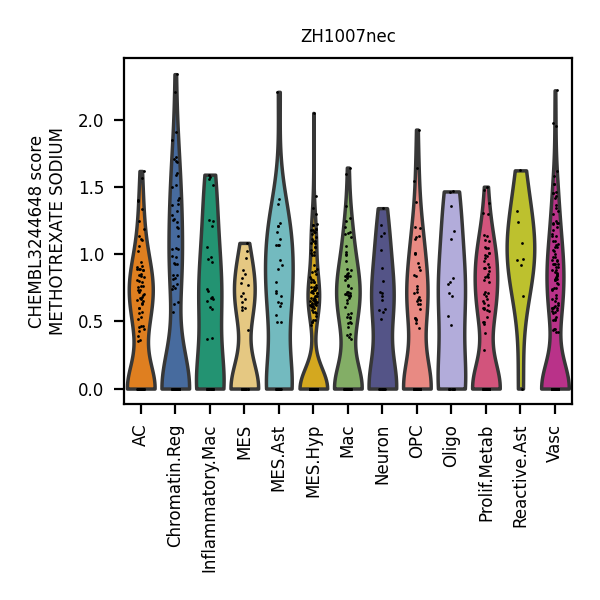 ZH1007nec
CHEMBL3244648 score
METHOTREXATE SODIUM
2.0
1.5
1.0
0.5
0.0
AC
Chromatin.Reg
Inflammatory.Mac
MES
MES.Ast
MES.Hyp
Mac
Neuron
OPC
Oligo
Prolif.Metab
Reactive.Ast
Vasc